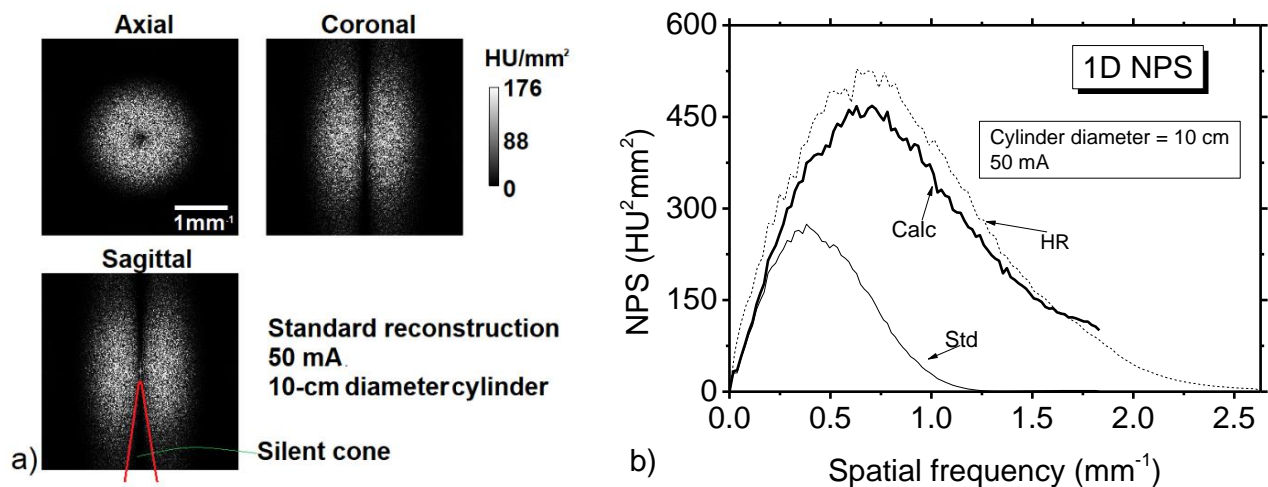 Axial
Coronal
HU/mm²
176
88
0
1mm⁻¹
Sagittal
Standard reconstruction
50 mA
10-cm diameter cylinder
Silent cone
a)
600
450
300
150
0
NPS (HU²mm²)
1D NPS
Cylinder diameter = 10 cm
50 mA
Calc
HR
Std
0.0 0.5 1.0 1.5 2.0 2.5
Spatial frequency (mm⁻¹)
b)